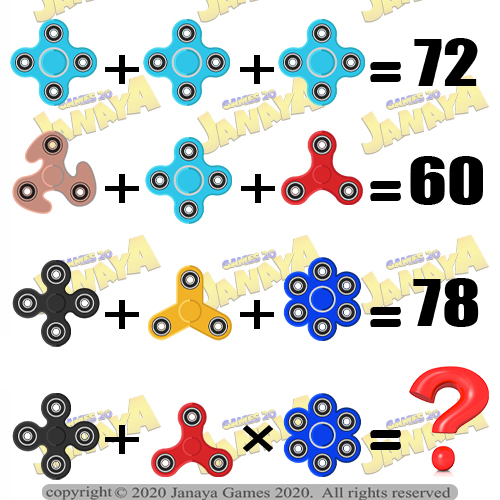 + + = 72
+ + = 60
+ + = 78
+ × = ?
GAMES 20 JANAYA
copyright © 2020 Janaya Games 2020. All rights reserved